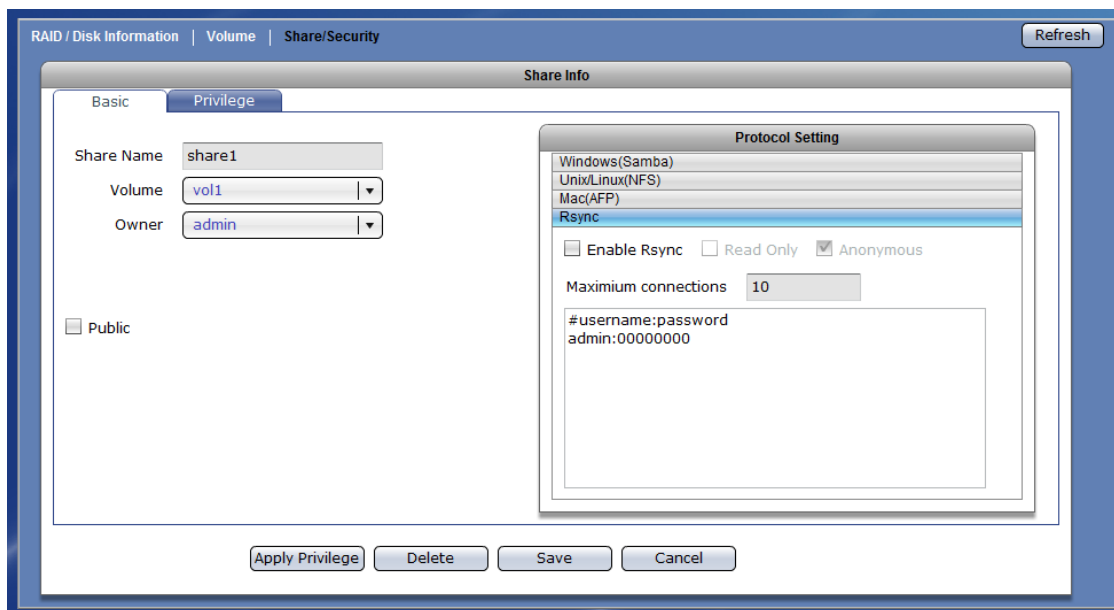 RAID / Disk Information | Volume | Share/Security
Refresh
Share Info
Basic
Privilege
Share Name share1
Volume vol1
Owner admin
Public
Protocol Setting
Windows(Samba)
Unix/Linux(NFS)
Mac(AFP)
Rsync
Enable Rsync Read Only Anonymous
Maximium connections 10
#username:password
admin:00000000
Apply Privilege Delete Save Cancel